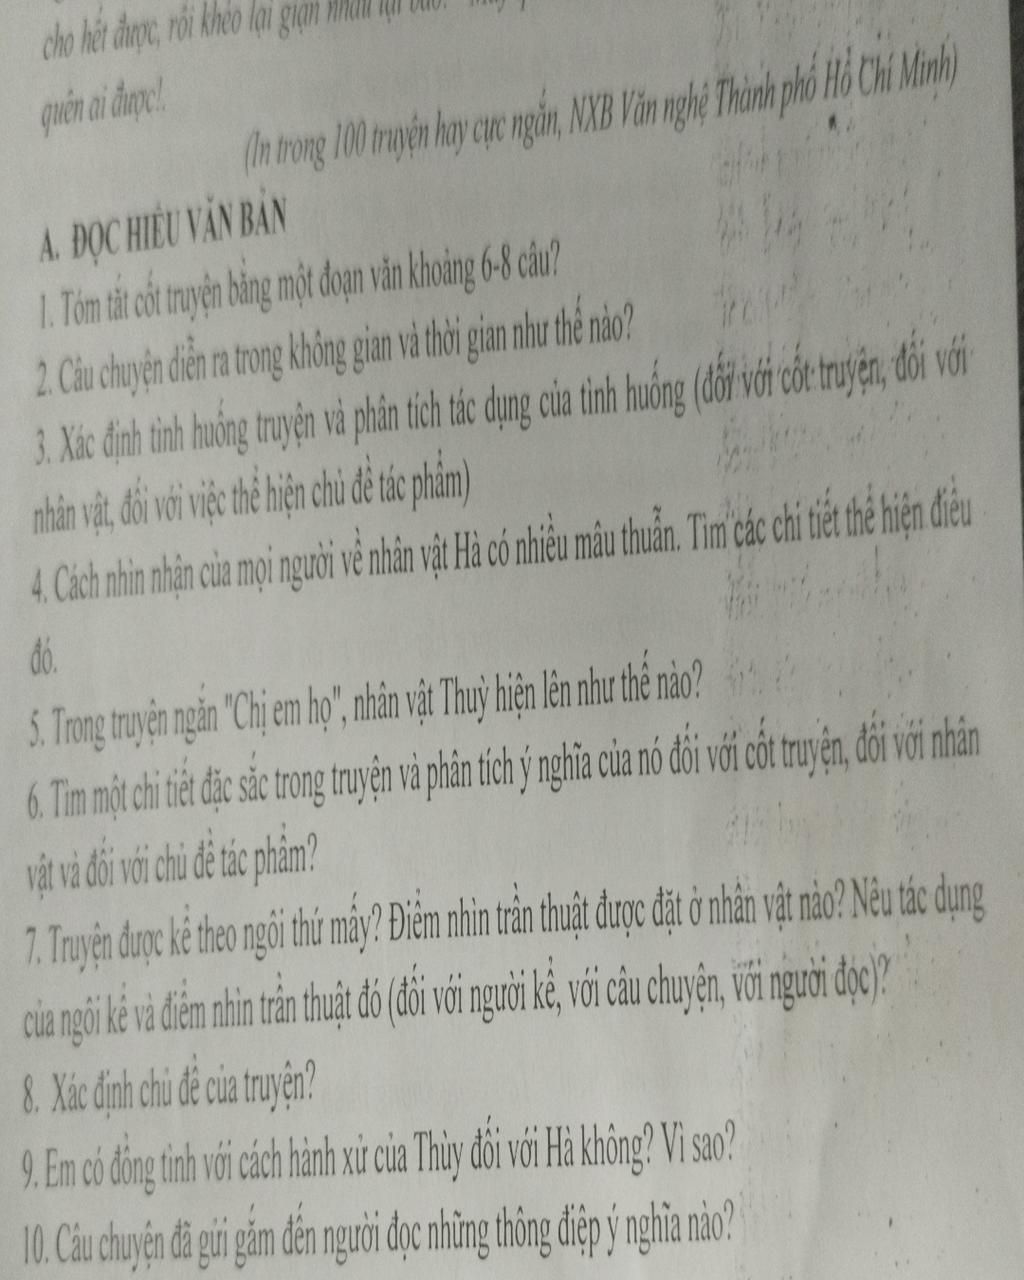 cho hết được, rồi khéo lại giận nhau lại
quên ai được!.
(In trong 100 truyện hay cực ngắn, NXB Văn nghệ Thành phố Hồ Chí Minh)
A. ĐỌC HIỂU VĂN BẢN
1. Tóm tắt cốt truyện bằng một đoạn văn khoảng 6-8 câu?
2. Câu chuyện diễn ra trong không gian và thời gian như thế nào?
3. Xác định tình huống truyện và phân tích tác dụng của tình huống (đối với cốt truyện, đối với
nhân vật, đối với việc thể hiện chủ đề tác phẩm)
4. Cách nhìn nhận của mọi người về nhân vật Hà có nhiều mâu thuẫn. Tìm các chi tiết thể hiện điều
đó.
5. Trong truyện ngắn "Chị em họ", nhân vật Thuỳ hiện lên như thế nào?
6. Tìm một chi tiết đặc sắc trong truyện và phân tích ý nghĩa của nó đối với cốt truyện, đối với nhân
vật và đối với chủ đề tác phẩm?
7. Truyện được kể theo ngôi thứ mấy? Điểm nhìn trần thuật được đặt ở nhân vật nào? Nêu tác dụng
của ngôi kể và điểm nhìn trần thuật đó (đối với người kể, với câu chuyện, với người đọc)?
8. Xác định chủ đề của truyện?
9. Em có đồng tình với cách hành xử của Thùy đối với Hà không? Vì sao?
10. Câu chuyện đã gửi gắm đến người đọc những thông điệp ý nghĩa nào?